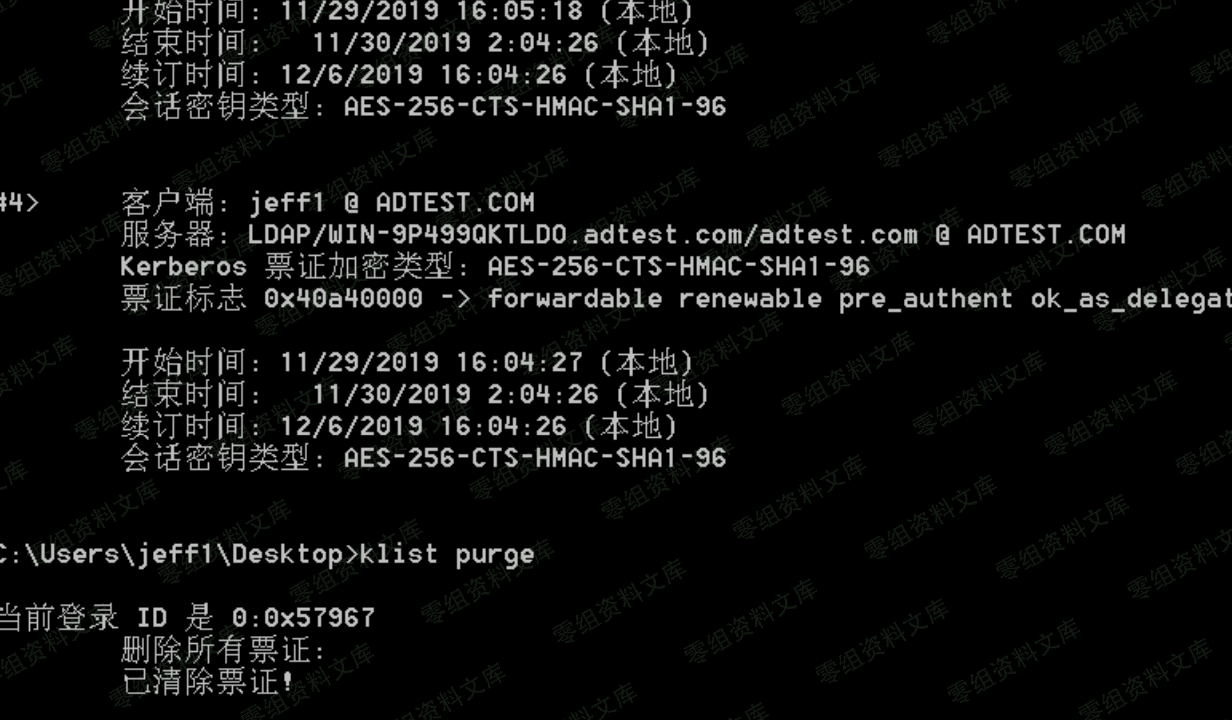 开始时间: 11/29/2019 16:05:18 (本地)
结束时间:   11/30/2019 2:04:26 (本地)
续订时间: 12/6/2019 16:04:26 (本地)
会话密钥类型: AES-256-CTS-HMAC-SHA1-96
#4>     客户端: jeff1 @ ADTEST.COM
服务器: LDAP/WIN-9P499QKTLDO.adtest.com/adtest.com @ ADTEST.COM
Kerberos 票证加密类型: AES-256-CTS-HMAC-SHA1-96
票证标志 0x40a40000 -> forwardable renewable pre_authent ok_as_delegat
开始时间: 11/29/2019 16:04:27 (本地)
结束时间:   11/30/2019 2:04:26 (本地)
续订时间: 12/6/2019 16:04:26 (本地)
会话密钥类型: AES-256-CTS-HMAC-SHA1-96
C:\Users\jeff1\Desktop>klist purge
当前登录 ID 是 0:0x57967
删除所有票证:
已清除票证!
零组资料文库